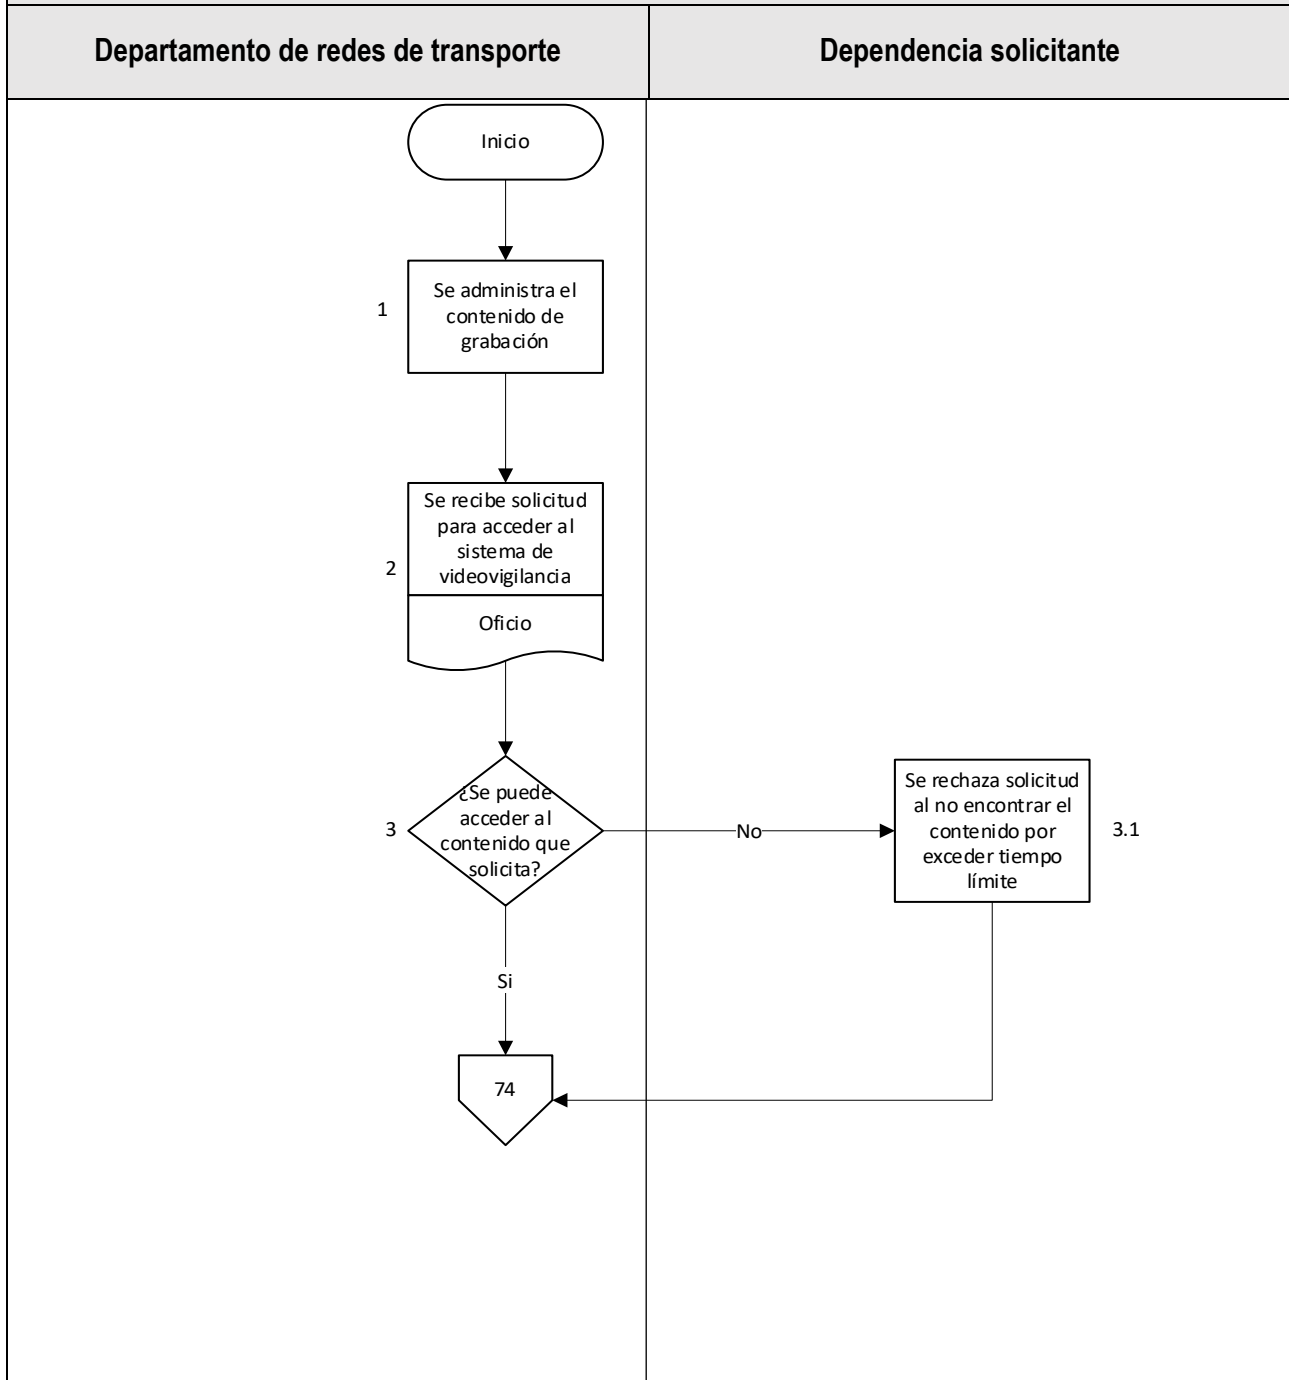 Departamento de redes de transporte
Dependencia solicitante
Inicio
1
Se administra el
contenido de
grabación
2
Se recibe solicitud
para acceder al
sistema de
videovigilancia
Oficio
3
¿Se puede
acceder al
contenido que
solicita?
No
Se rechaza solicitud
al no encontrar el
contenido por
exceder tiempo
límite
3.1
Si
74